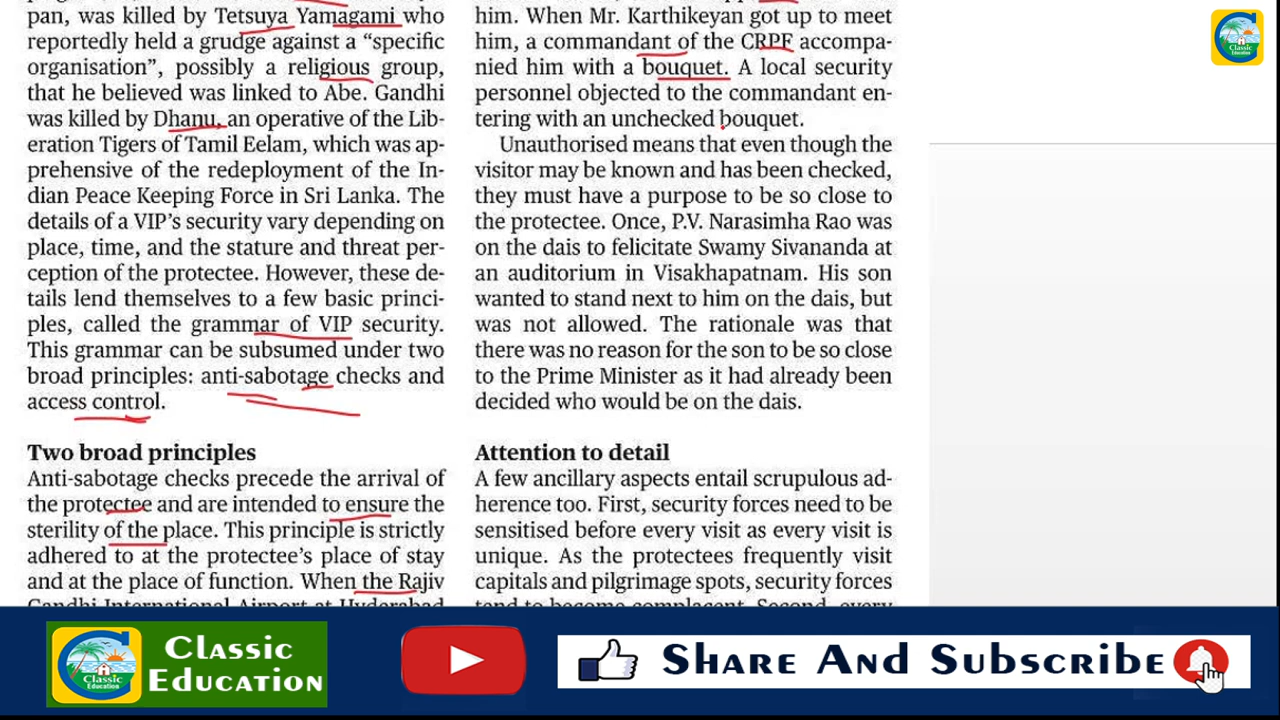 pan, was killed by Tetsuya Yamagami who
reportedly held a grudge against a “specific
organisation”, possibly a religious group,
that he believed was linked to Abe. Gandhi
was killed by Dhanu, an operative of the Lib-
eration Tigers of Tamil Eelam, which was ap-
prehensive of the redeployment of the In-
dian Peace Keeping Force in Sri Lanka. The
details of a VIP’s security vary depending on
place, time, and the stature and threat per-
ception of the protectee. However, these de-
tails lend themselves to a few basic princi-
ples, called the grammar of VIP security.
This grammar can be subsumed under two
broad principles: anti-sabotage checks and
access control.
Two broad principles
Anti-sabotage checks precede the arrival of
the protectee and are intended to ensure the
sterility of the place. This principle is strictly
adhered to at the protectee’s place of stay
and at the place of function. When the Rajiv
Gandhi International Airport at Hyderabad
him. When Mr. Karthikeyan got up to meet
him, a commandant of the CRPF accompa-
nied him with a bouquet. A local security
personnel objected to the commandant en-
tering with an unchecked bouquet.
Unauthorised means that even though the
visitor may be known and has been checked,
they must have a purpose to be so close to
the protectee. Once, P.V. Narasimha Rao was
on the dais to felicitate Swamy Sivananda at
an auditorium in Visakhapatnam. His son
wanted to stand next to him on the dais, but
was not allowed. The rationale was that
there was no reason for the son to be so close
to the Prime Minister as it had already been
decided who would be on the dais.
Attention to detail
A few ancillary aspects entail scrupulous ad-
herence too. First, security forces need to be
sensitised before every visit as every visit is
unique. As the protectees frequently visit
capitals and pilgrimage spots, security forces
tend to become complacent. Second, every
Classic
Education
Classic
Education
Classic
Education
Share And Subscribe